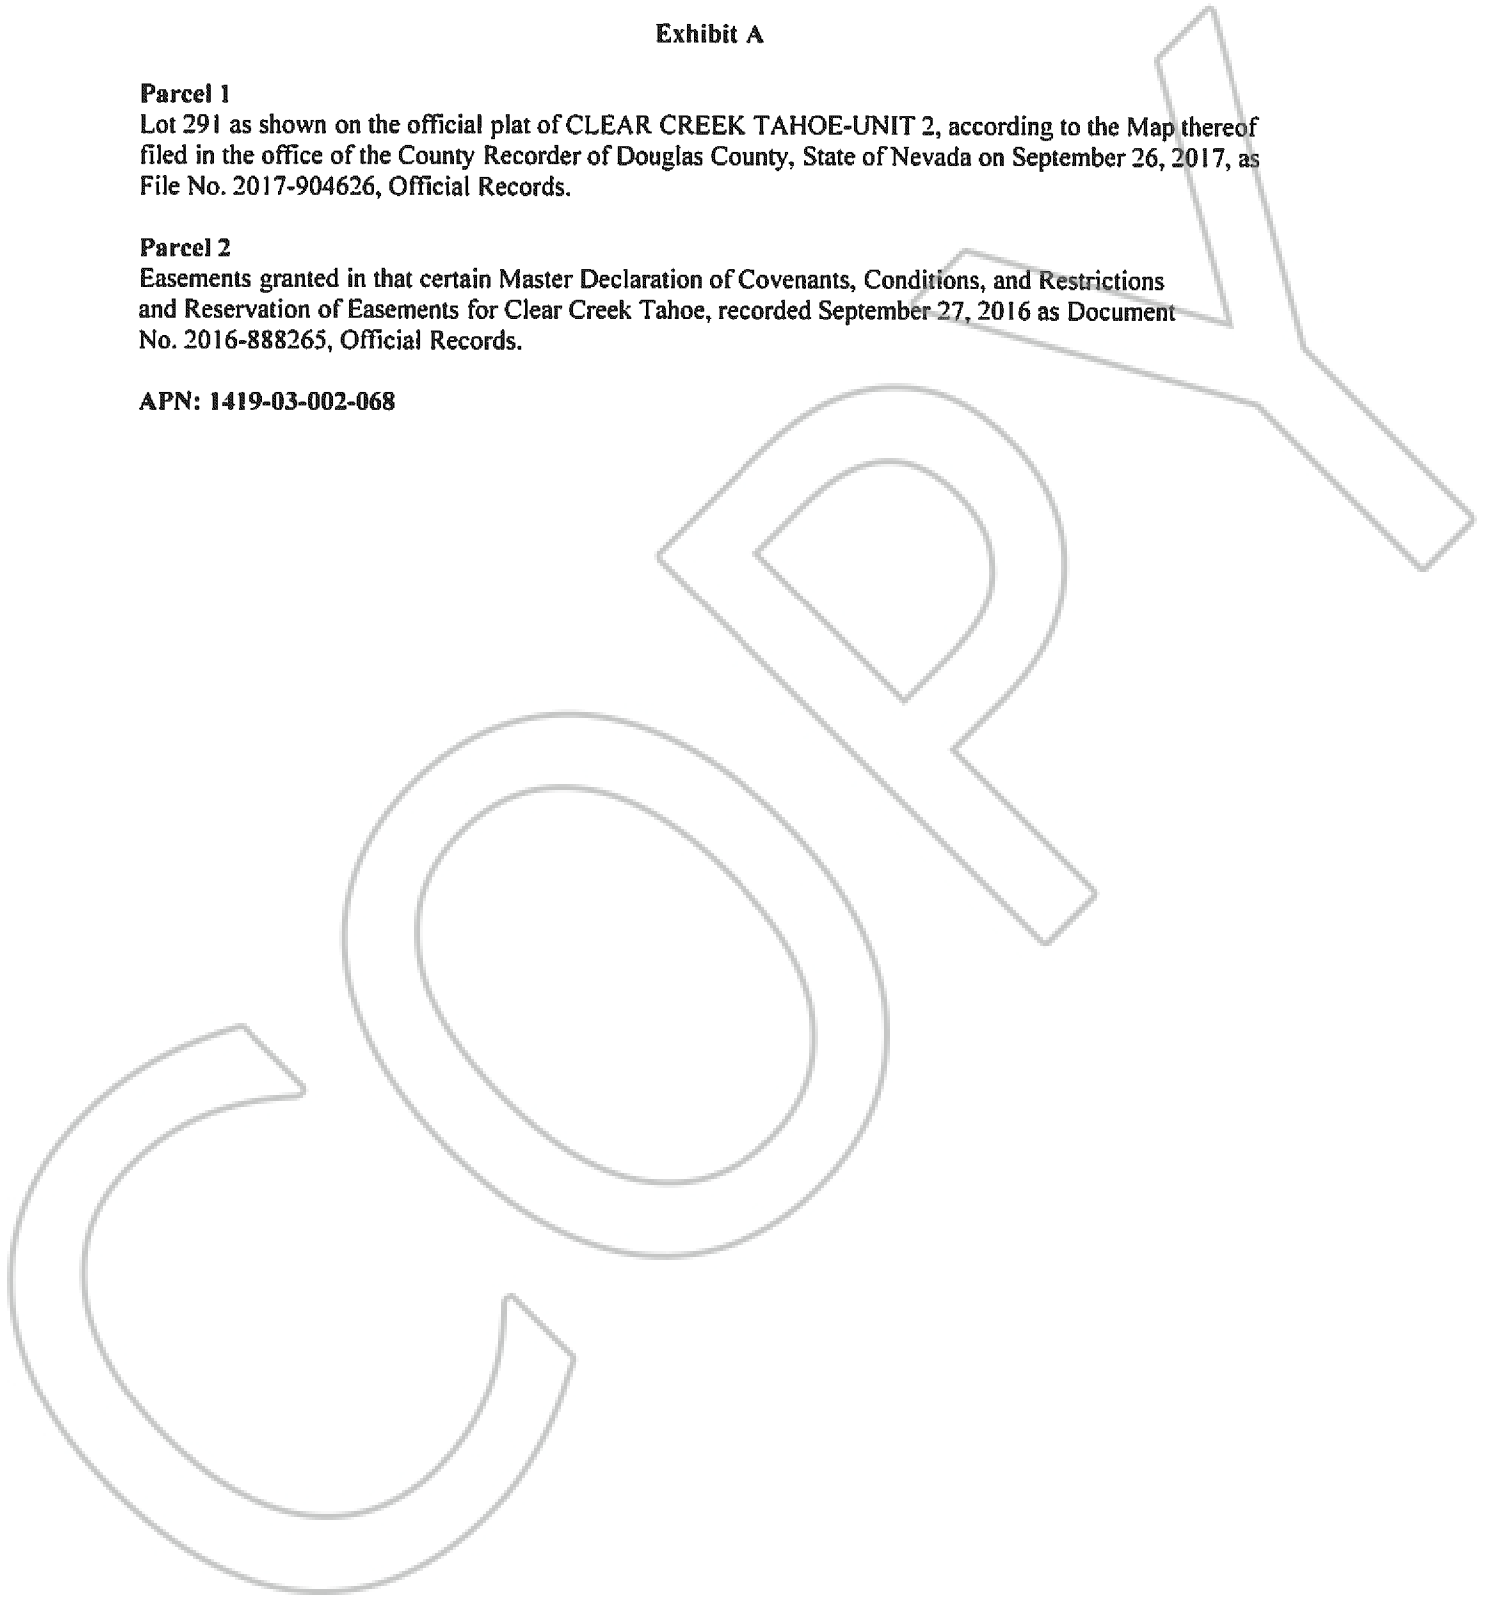 Exhibit A
Parcel 1
Lot 291 as shown on the official plat of CLEAR CREEK TAHOE-UNIT 2, according to the Map thereof
filed in the office of the County Recorder of Douglas County, State of Nevada on September 26, 2017, as
File No. 2017-904626, Official Records.
Parcel 2
Easements granted in that certain Master Declaration of Covenants, Conditions, and Restrictions
and Reservation of Easements for Clear Creek Tahoe, recorded September 27, 2016 as Document
No. 2016-888265, Official Records.
APN: 1419-03-002-068
COPY